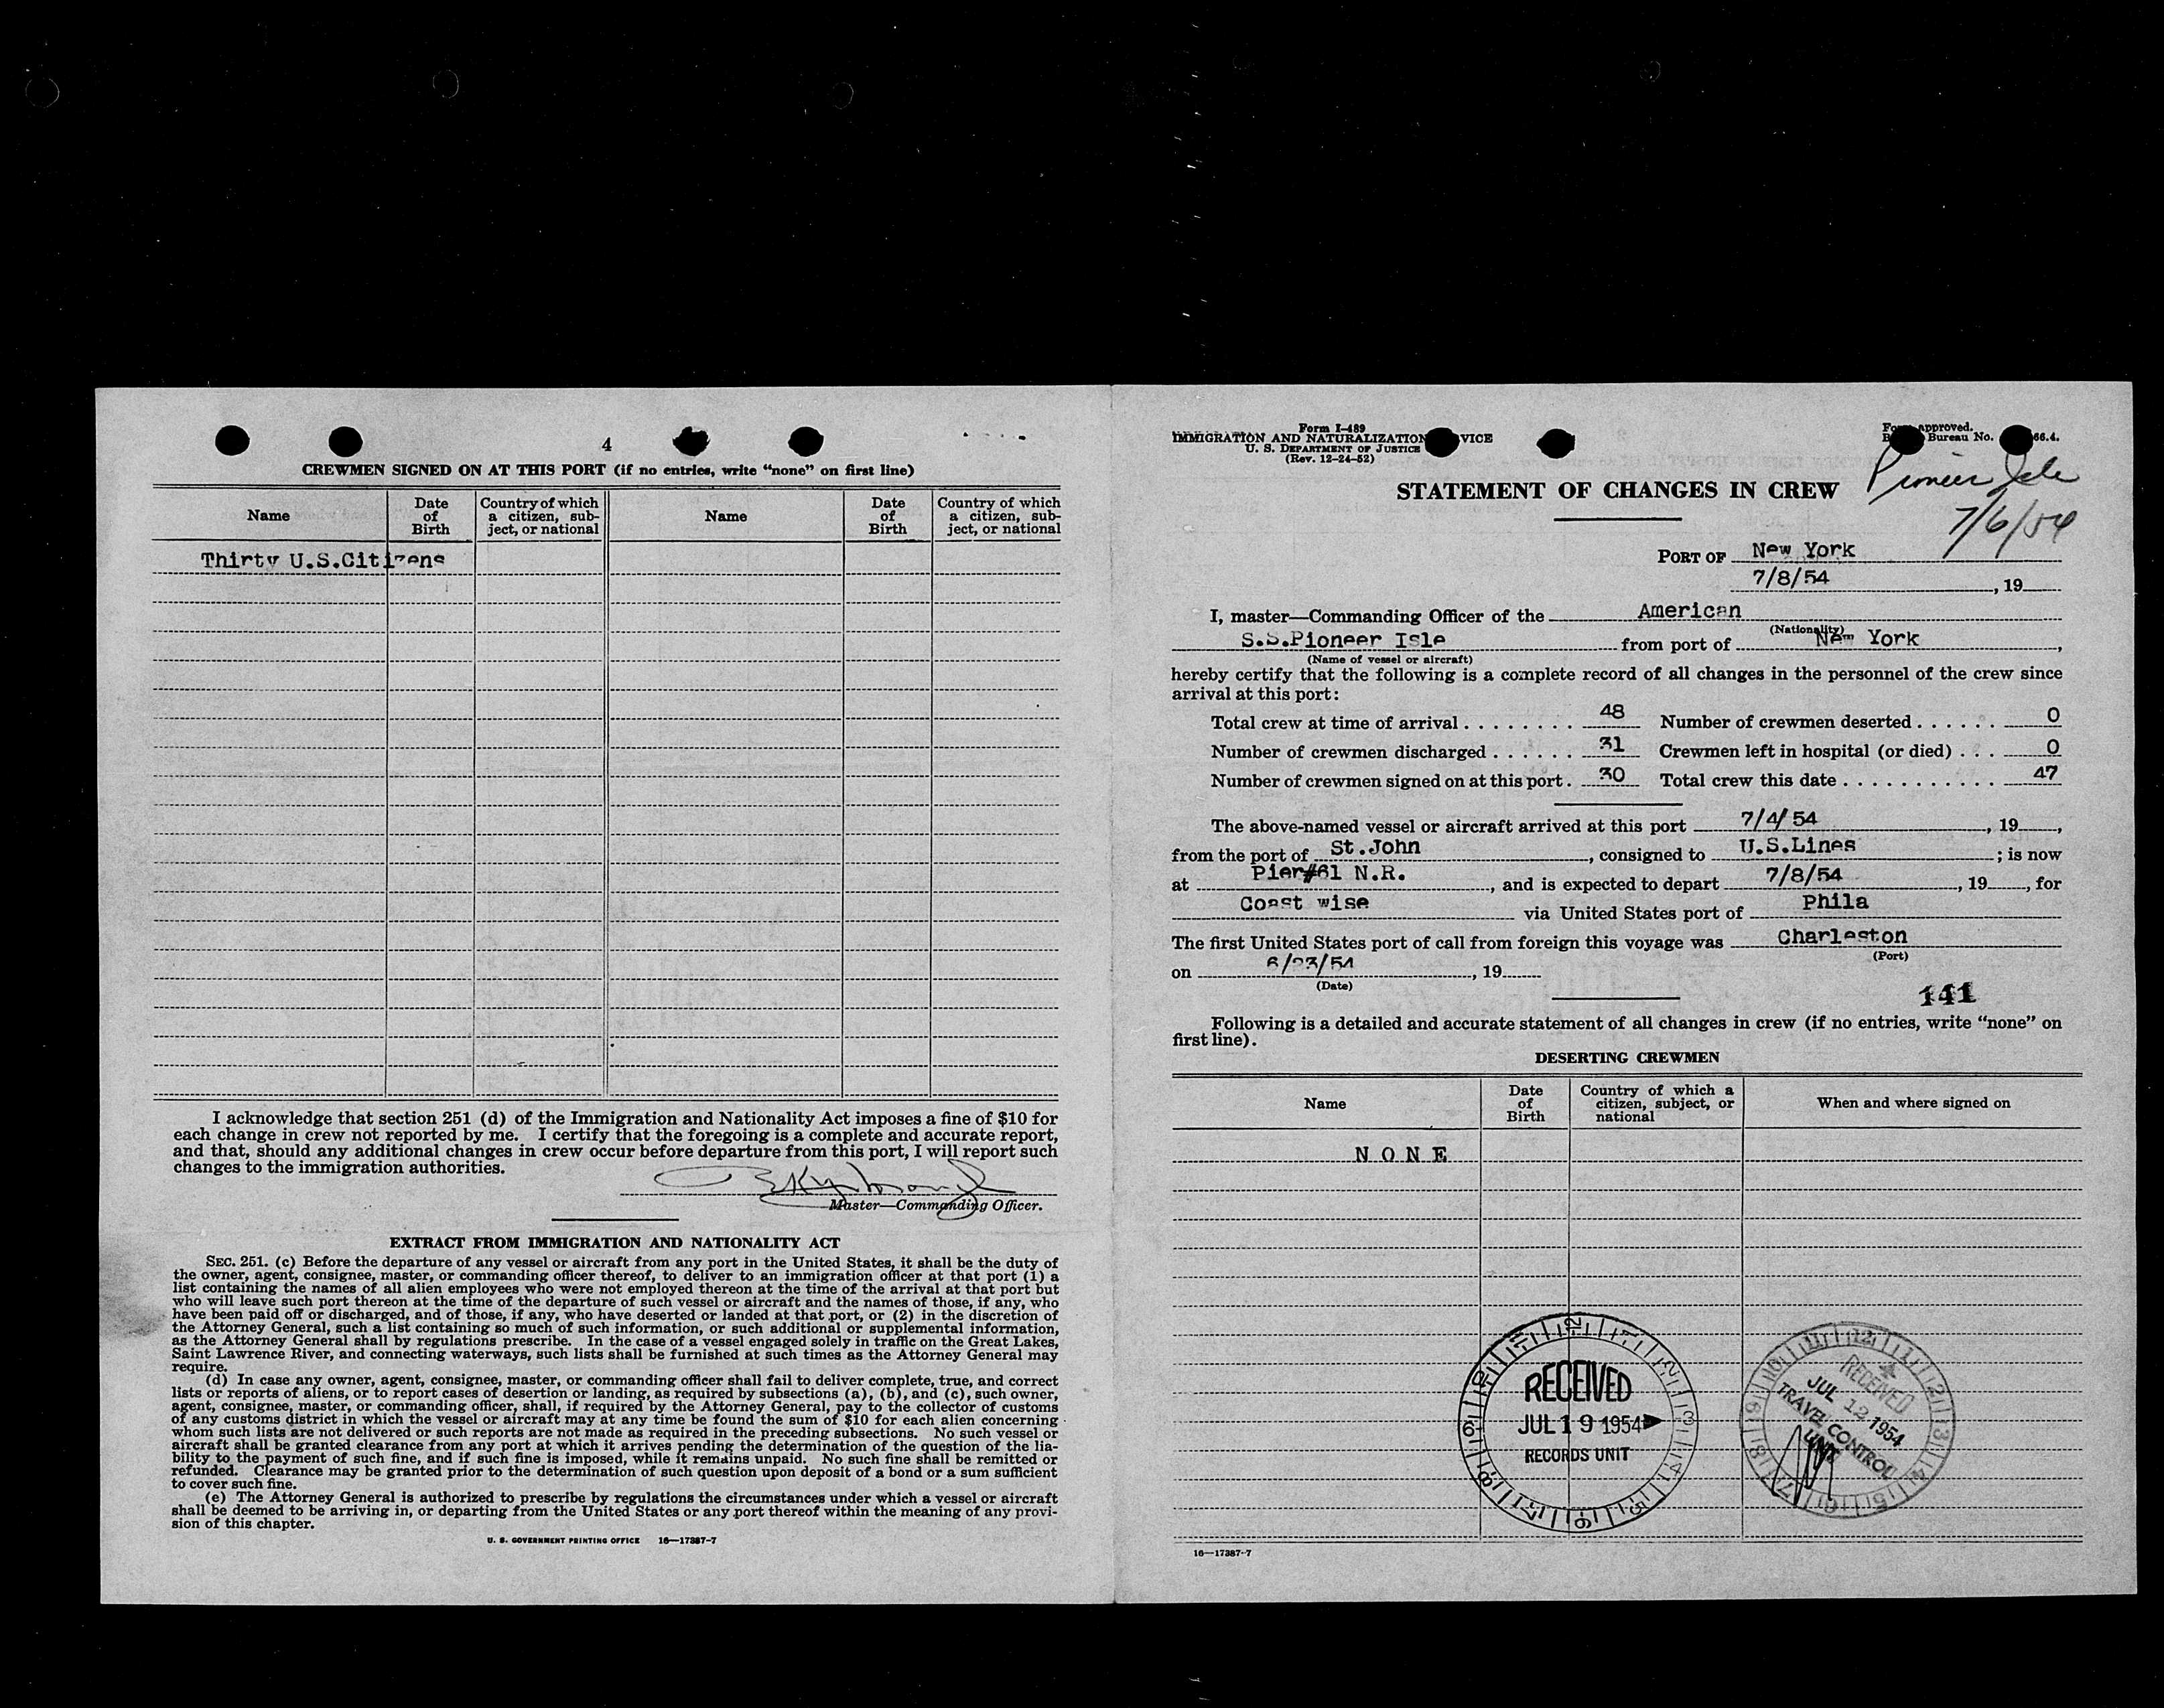 4
CREWMEN SIGNED ON AT THIS PORT (if no entries, write “none” on first line)
Name
Date of Birth
Country of which a citizen, subject, or national
Name
Date of Birth
Country of which a citizen, subject, or national
Thirty U.S.Citizens
I acknowledge that section 251 (d) of the Immigration and Nationality Act imposes a fine of $10 for
each change in crew not reported by me. I certify that the foregoing is a complete and accurate report,
and that, should any additional changes in crew occur before departure from this port, I will report such
changes to the immigration authorities.
Master—Commanding Officer.
EXTRACT FROM IMMIGRATION AND NATIONALITY ACT
SEC. 251. (c) Before the departure of any vessel or aircraft from any port in the United States, it shall be the duty of
the owner, agent, consignee, master, or commanding officer thereof, to deliver to an immigration officer at that port (1) a
list containing the names of all alien employees who were not employed thereon at the time of the arrival at that port but
who will leave such port thereon at the time of the departure of such vessel or aircraft and the names of those, if any, who
have been paid off or discharged, and of those, if any, who have deserted or landed at that port, or (2) in the discretion of
the Attorney General, such a list containing so much of such information, or such additional or supplemental information,
as the Attorney General shall by regulations prescribe. In the case of a vessel engaged solely in traffic on the Great Lakes,
Saint Lawrence River, and connecting waterways, such lists shall be furnished at such times as the Attorney General may
require.
(d) In case any owner, agent, consignee, master, or commanding officer shall fail to deliver complete, true, and correct
lists or reports of aliens, or to report cases of desertion or landing, as required by subsections (a), (b), and (c), such owner,
agent, consignee, master, or commanding officer, shall, if required by the Attorney General, pay to the collector of customs
of any customs district in which the vessel or aircraft may at any time be found the sum of $10 for each alien concerning
whom such lists are not delivered or such reports are not made as required in the preceding subsections. No such vessel or
aircraft shall be granted clearance from any port at which it arrives pending the determination of the question of the lia-
bility to the payment of such fine, and if such fine is imposed, while it remains unpaid. No such fine shall be remitted or
refunded. Clearance may be granted prior to the determination of such question upon deposit of a bond or a sum sufficient
to cover such fine.
(e) The Attorney General is authorized to prescribe by regulations the circumstances under which a vessel or aircraft
shall be deemed to be arriving in, or departing from the United States or any port thereof within the meaning of any provi-
sion of this chapter.
U. S. GOVERNMENT PRINTING OFFICE 16—17387-7
Form I-489
IMMIGRATION AND NATURALIZATION VICE
U. S. DEPARTMENT OF JUSTICE
(Rev. 12-24-52)
approved.
Bureau No. 66.4.
Pioneer Isle
7/6/54
STATEMENT OF CHANGES IN CREW
PORT OF New York
7/8/54, 19
I, master—Commanding Officer of the American
(Nationality)
S.S.Pioneer Isle from port of New York,
(Name of vessel or aircraft)
hereby certify that the following is a complete record of all changes in the personnel of the crew since
arrival at this port:
Total crew at time of arrival 48 Number of crewmen deserted 0
Number of crewmen discharged 31 Crewmen left in hospital (or died) 0
Number of crewmen signed on at this port 30 Total crew this date 47
The above-named vessel or aircraft arrived at this port 7/4/54, 19,
from the port of St.John, consigned to U.S.Lines; is now
at Pier#61 N.R., and is expected to depart 7/8/54, 19, for
Coast wise via United States port of Phila
The first United States port of call from foreign this voyage was Charleston
(Port)
on 6/23/54, 19
(Date)
141
Following is a detailed and accurate statement of all changes in crew (if no entries, write “none” on
first line).
DESERTING CREWMEN
Name
Date of Birth
Country of which a citizen, subject, or national
When and where signed on
NONE
RECEIVED
JUL 19 1954
RECORDS UNIT
RECEIVED
JUL 12 1954
TRAVEL CONTROL
UNIT
16—17387-7